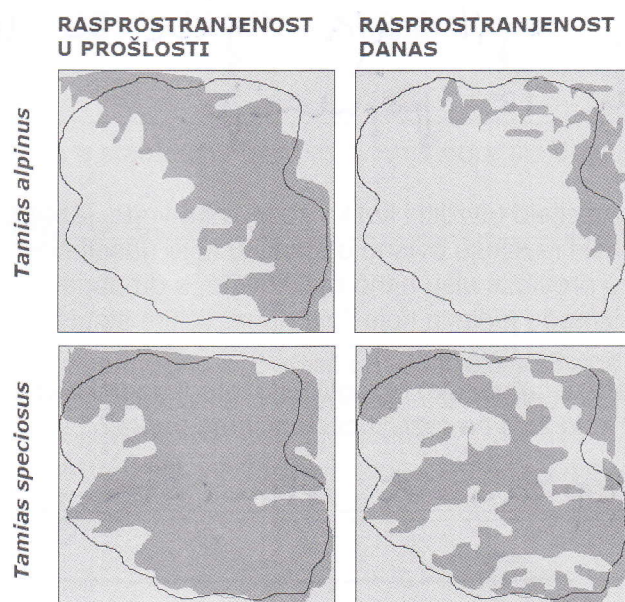 RASPROSTRANJENOST
U PROŠLOSTI
RASPROSTRANJENOST
DANAS
Tamias alpinus
Tamias speciosus